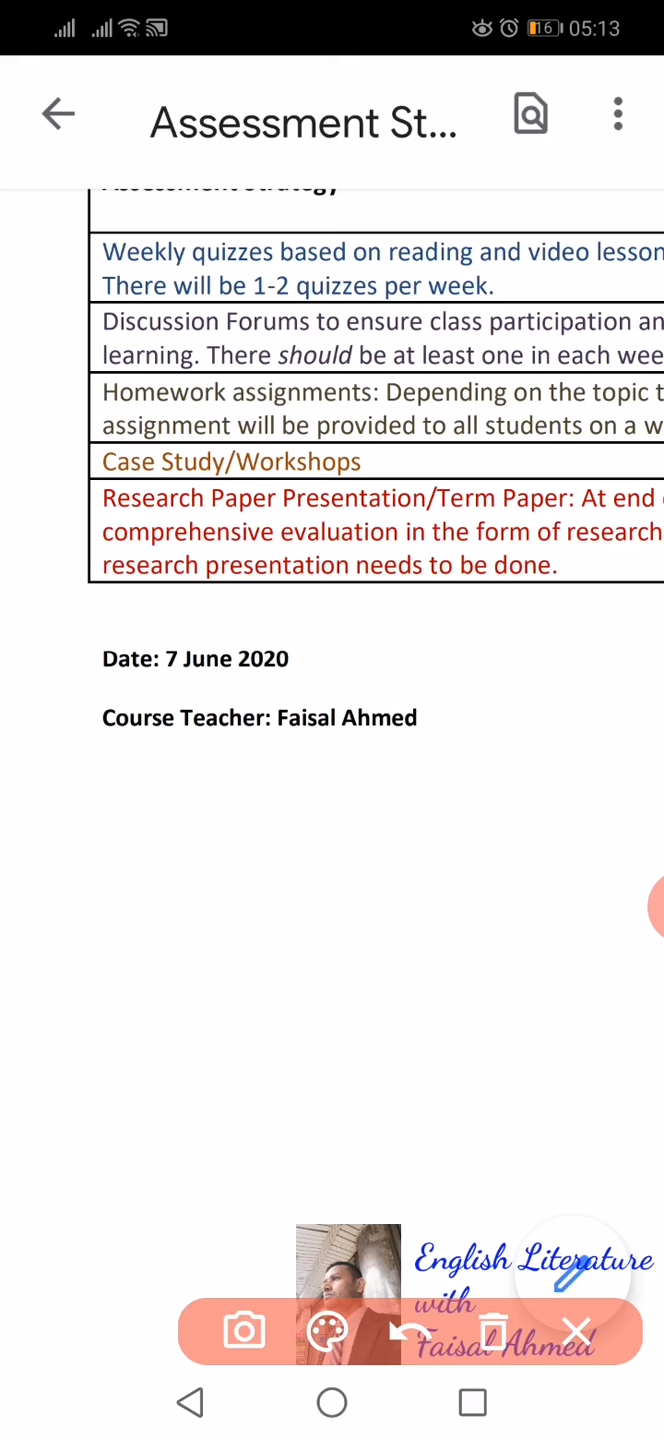 16 05:13
Assessment St...
Assessment Strategy
Weekly quizzes based on reading and video lesson
There will be 1-2 quizzes per week.
Discussion Forums to ensure class participation an
learning. There should be at least one in each wee
Homework assignments: Depending on the topic t
assignment will be provided to all students on a w
Case Study/Workshops
Research Paper Presentation/Term Paper: At end
comprehensive evaluation in the form of research
research presentation needs to be done.
Date: 7 June 2020
Course Teacher: Faisal Ahmed
English Literature
with
Faisal Ahmed